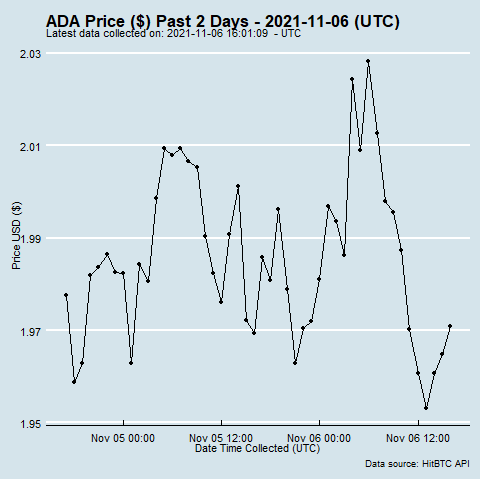 ADA Price ($) Past 2 Days - 2021-11-06 (UTC)
Latest data collected on: 2021-11-06 16:01:09  - UTC
2.03
2.01
1.99
1.97
1.95
Price USD ($)
Nov 05 00:00 Nov 05 12:00 Nov 06 00:00 Nov 06 12:00
Date Time Collected (UTC)
Data source: HitBTC API